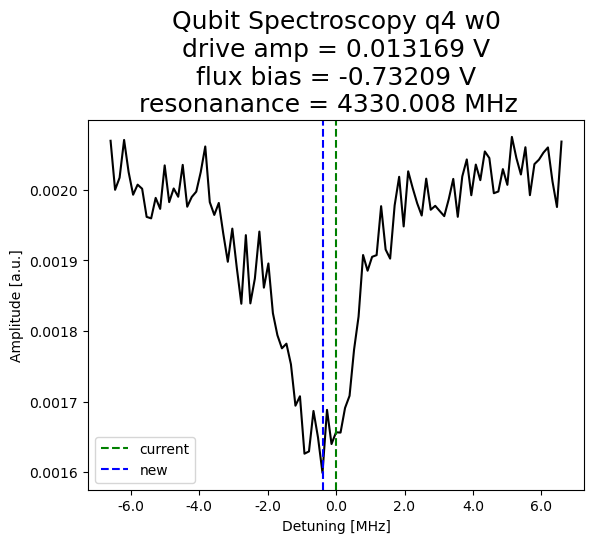 Qubit Spectroscopy q4 w0
drive amp = 0.013169 V
flux bias = -0.73209 V
resonanance = 4330.008 MHz
0.0020
0.0019
0.0018
0.0017
0.0016
Amplitude [a.u.]
current
new
-6.0 -4.0 -2.0 0.0 2.0 4.0 6.0
Detuning [MHz]